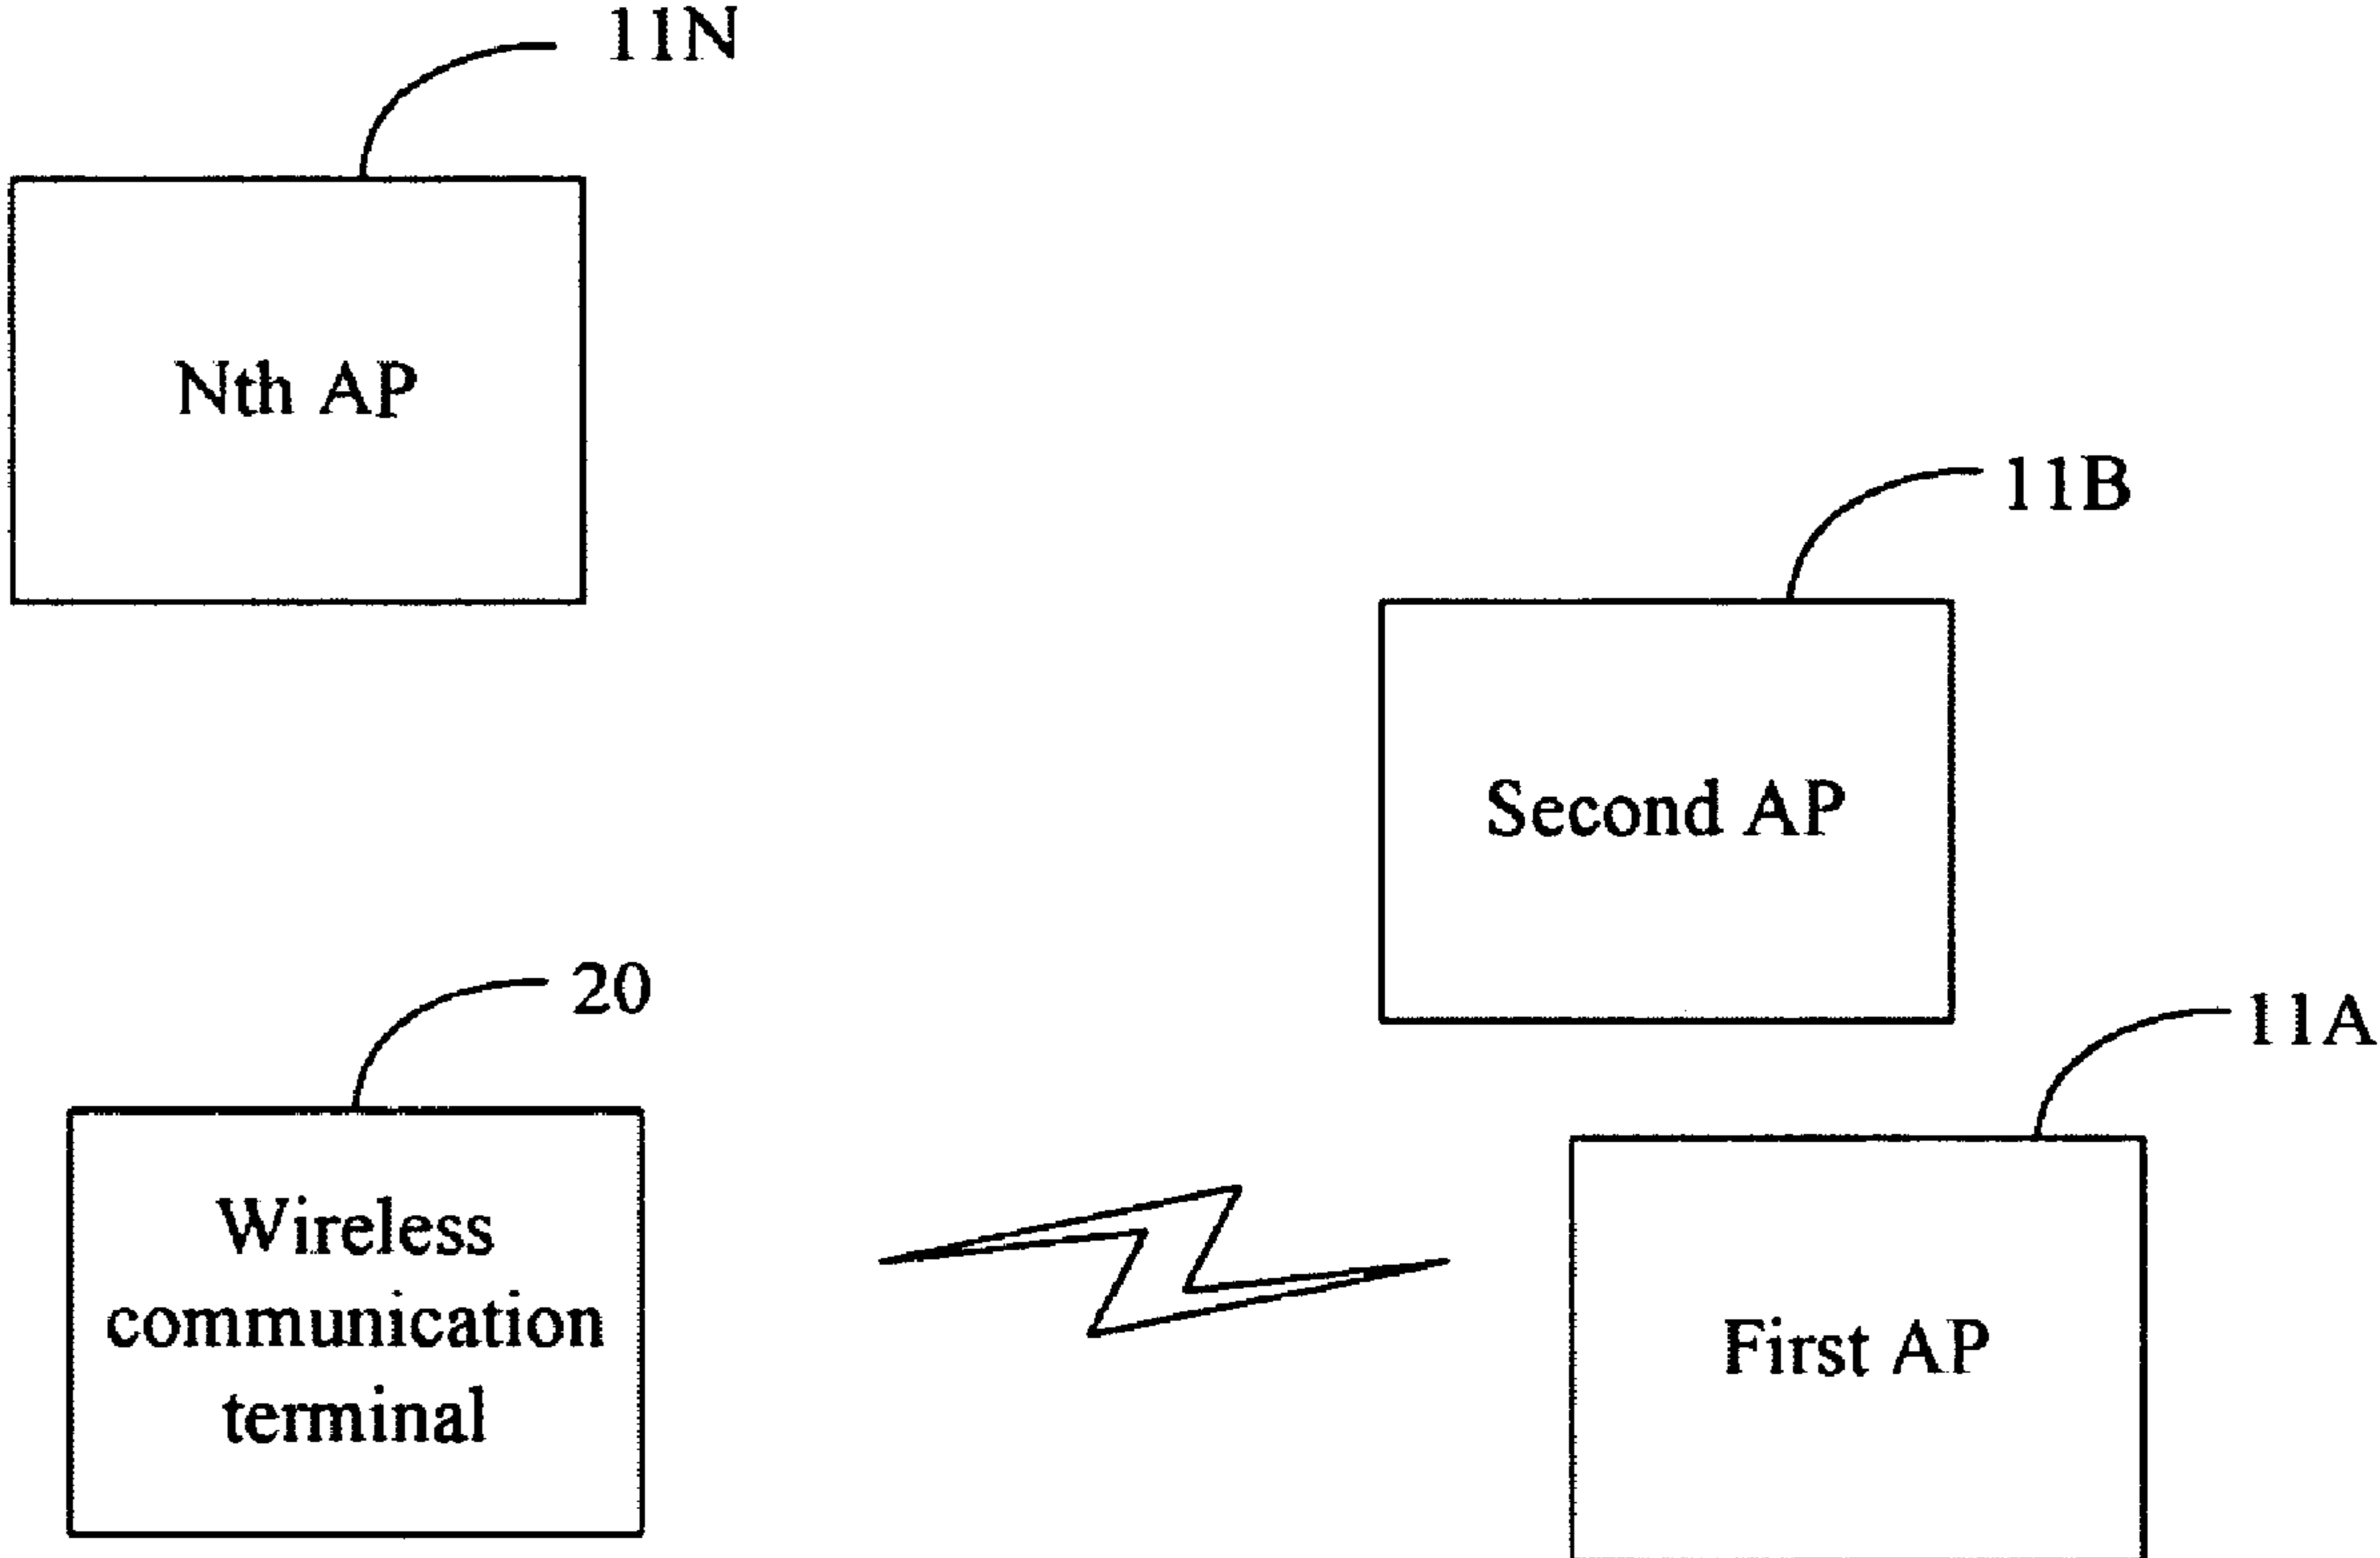 11N
Nth AP
11B
Second AP
20
11A
Wireless
communication
terminal
First AP